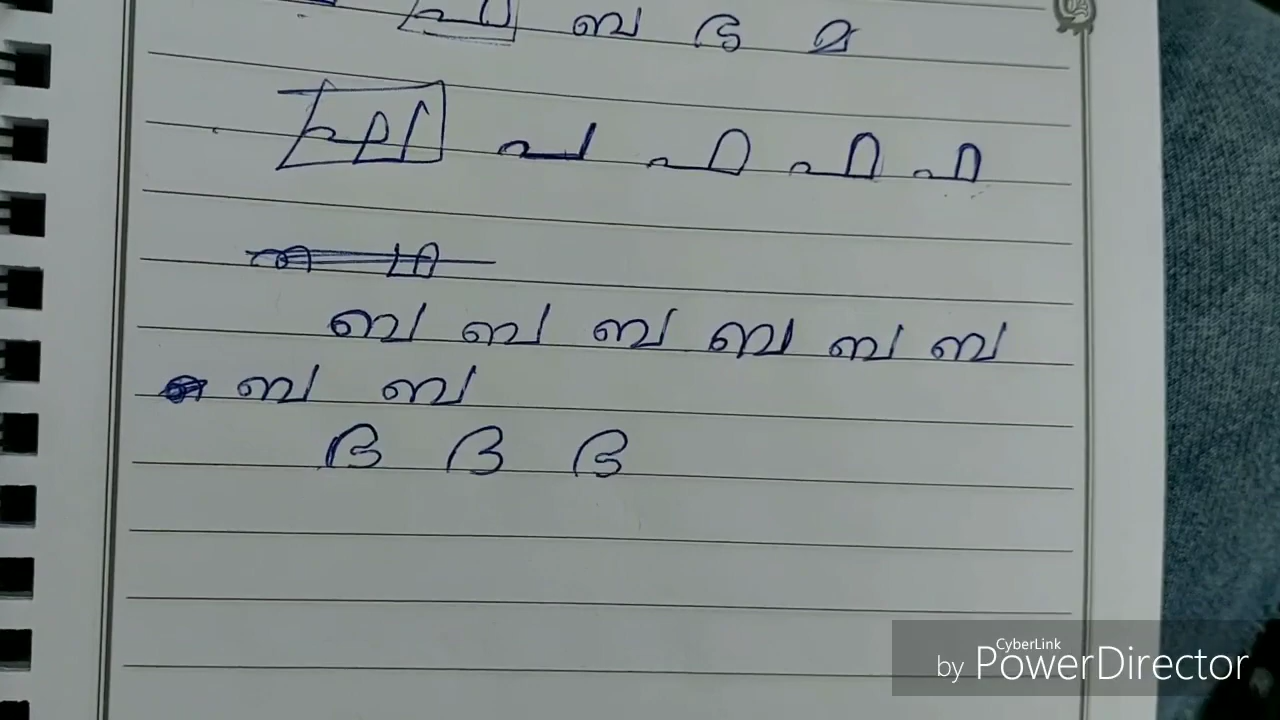 ഫ ബ ഭ മ
ഫ പ ഫ ഫ ഫ
ബ ബ ബ ബ ബ ബ
ബ ബ
ഭ ഭ ഭ
CyberLink
by PowerDirector